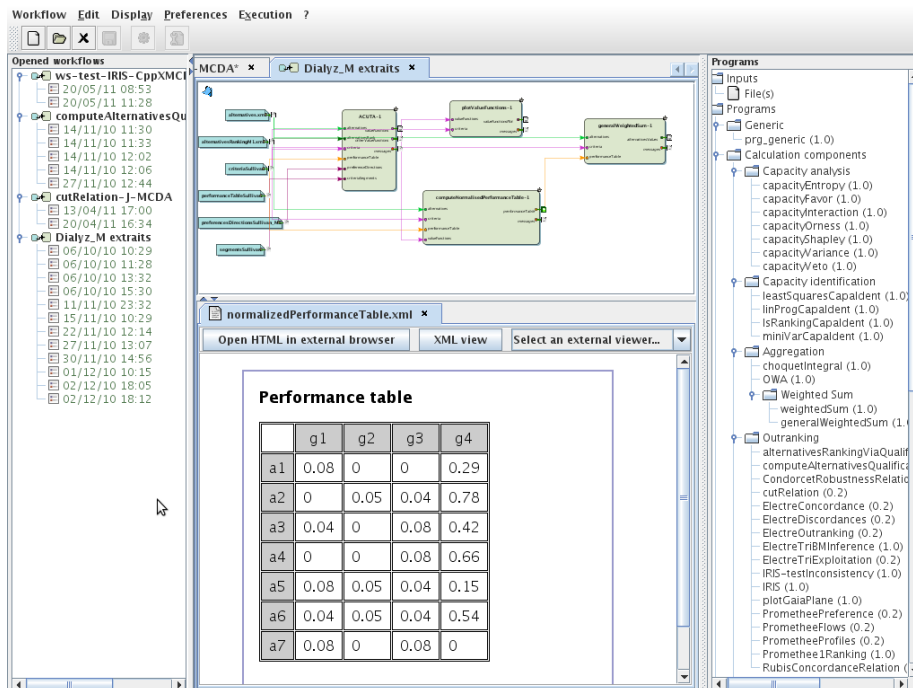 Workflow Edit Display Preferences Execution ?
Opened workflows
ws-test-IRIS-CppXMCI
20/05/11 08:53
20/05/11 11:28
computeAlternativesQu
14/11/10 11:30
14/11/10 11:33
14/11/10 12:02
14/11/10 12:06
27/11/10 12:44
cutRelation-J-MCDA
13/04/11 17:00
20/04/11 16:34
Dialyz_M extraits
06/10/10 10:29
06/10/10 11:28
06/10/10 13:32
06/10/10 15:30
11/11/10 23:32
15/11/10 10:29
22/11/10 12:14
27/11/10 13:07
30/11/10 14:56
01/12/10 10:15
02/12/10 18:05
02/12/10 18:12
-MCDA* ×
Dialyz_M extraits ×
ACUTA-1
plotValueFunctions-1
generalWeightedSum-1
computeNormalizedPerformanceTable-1
normalizedPerformanceTable.xml ×
Open HTML in external browser XML view Select an external viewer...
Performance table
g1 g2 g3 g4
a1 0.08 0 0 0.29
a2 0 0.05 0.04 0.78
a3 0.04 0 0.08 0.42
a4 0 0 0.08 0.66
a5 0.08 0.05 0.04 0.15
a6 0.04 0.05 0.04 0.54
a7 0.08 0 0.08 0
Programs
Inputs
File(s)
Programs
Generic
prg_generic (1.0)
Calculation components
Capacity analysis
capacityEntropy (1.0)
capacityFavor (1.0)
capacityInteraction (1.0)
capacityOrness (1.0)
capacityShapley (1.0)
capacityVariance (1.0)
capacityVeto (1.0)
Capacity identification
leastSquaresCapaIdent (1.0)
linProgCapaIdent (1.0)
lsRankingCapaIdent (1.0)
miniVarCapaIdent (1.0)
Aggregation
choquetIntegral (1.0)
OWA (1.0)
Weighted Sum
weightedSum (1.0)
generalWeightedSum (1.
Outranking
alternativesRankingViaQualif
computeAlternativesQualifica
CondorcetRobustnessRelatio
cutRelation (0.2)
ElectreConcordance (0.2)
ElectreDiscordances (0.2)
ElectreOutranking (0.2)
ElectreTriBMInference (1.0)
ElectreTriExploitation (0.2)
IRIS-testInconsistency (1.0)
IRIS (1.0)
plotGaiaPlane (1.0)
PrometheePreference (0.2)
PrometheeFlows (0.2)
PrometheeProfiles (0.2)
Promethee1Ranking (1.0)
RubisConcordanceRelation (